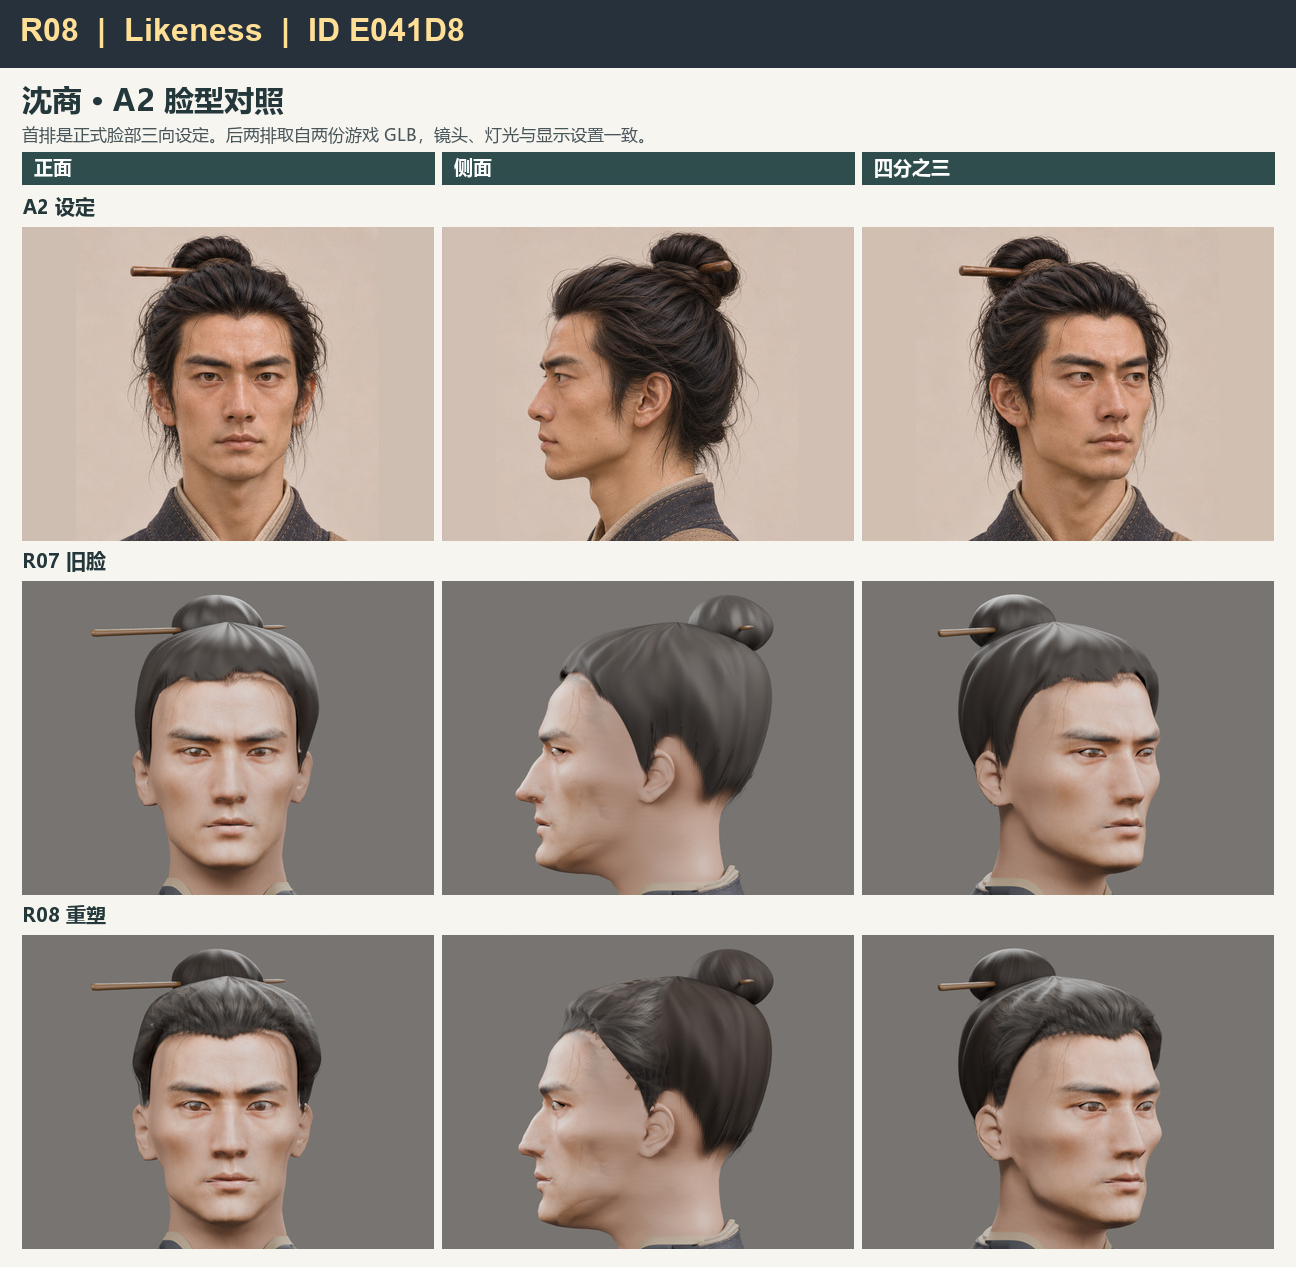 R08 | Likeness | ID E041D8
沈商 • A2 脸型对照
首排是正式脸部三向设定。后两排取自两份游戏 GLB，镜头、灯光与显示设置一致。
正面 侧面 四分之三
A2 设定
R07 旧脸
R08 重塑